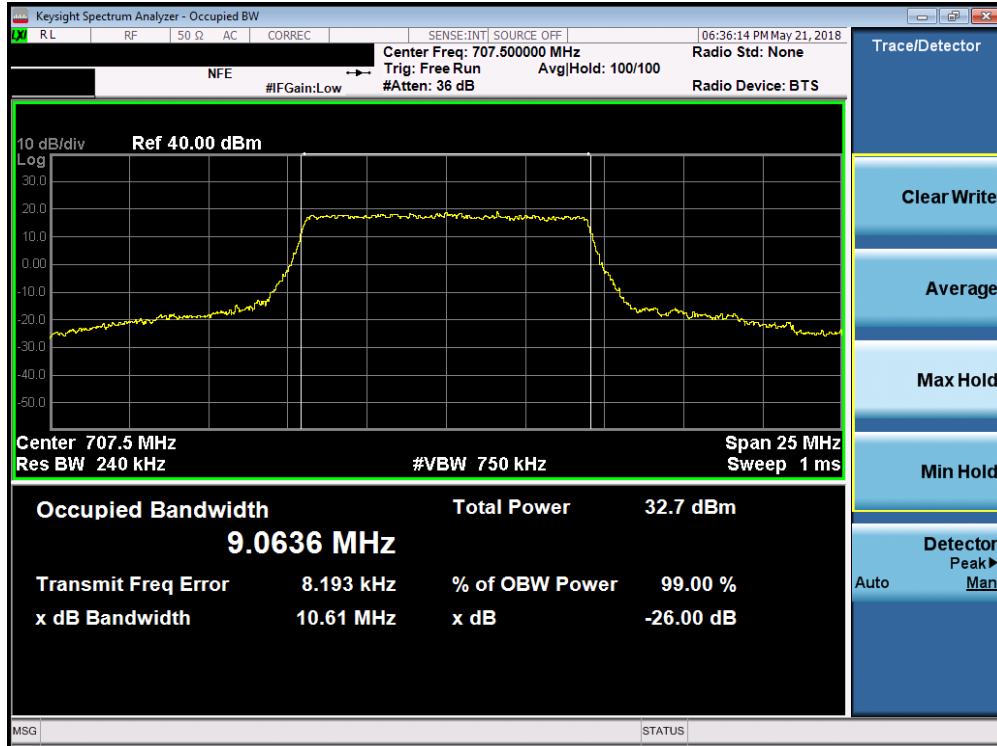 Keysight Spectrum Analyzer - Occupied BW
LXI RL RF 50 Ω AC CORREC SENSE:INT SOURCE OFF 06:36:14 PM May 21, 2018
Center Freq: 707.500000 MHz Radio Std: None
NFE Trig: Free Run Avg|Hold: 100/100
#IFGain:Low #Atten: 36 dB Radio Device: BTS
10 dB/div Ref 40.00 dBm
Log
30.0
20.0
10.0
0.00
-10.0
-20.0
-30.0
-40.0
-50.0
Center 707.5 MHz Span 25 MHz
Res BW 240 kHz #VBW 750 kHz Sweep 1 ms
Occupied Bandwidth Total Power 32.7 dBm
9.0636 MHz
Transmit Freq Error 8.193 kHz % of OBW Power 99.00 %
x dB Bandwidth 10.61 MHz x dB -26.00 dB
MSG STATUS
Trace/Detector
Clear Write
Average
Max Hold
Min Hold
Detector
Peak▶
Auto Man